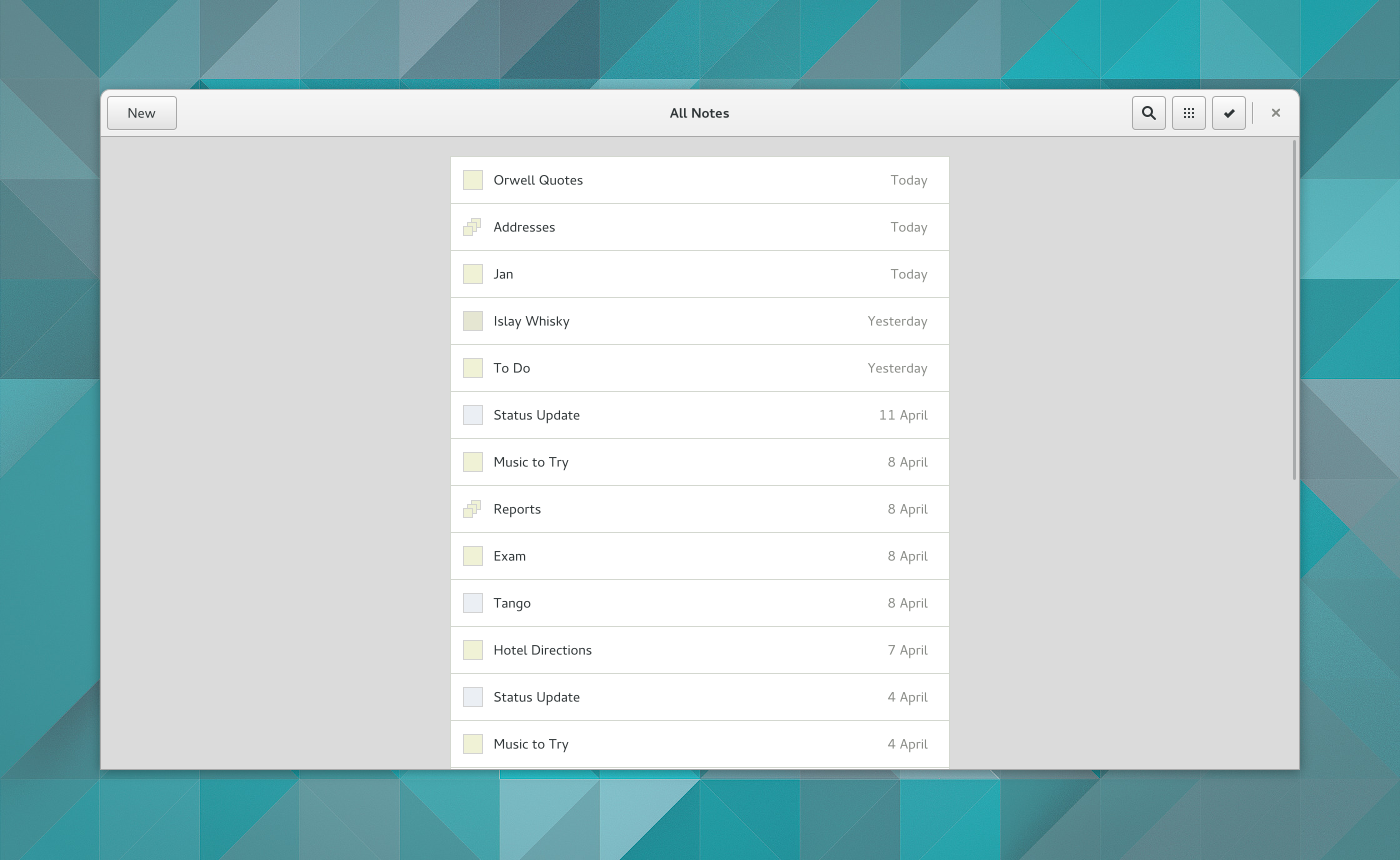 New All Notes
Orwell Quotes Today
Addresses Today
Jan Today
Islay Whisky Yesterday
To Do Yesterday
Status Update 11 April
Music to Try 8 April
Reports 8 April
Exam 8 April
Tango 8 April
Hotel Directions 7 April
Status Update 4 April
Music to Try 4 April